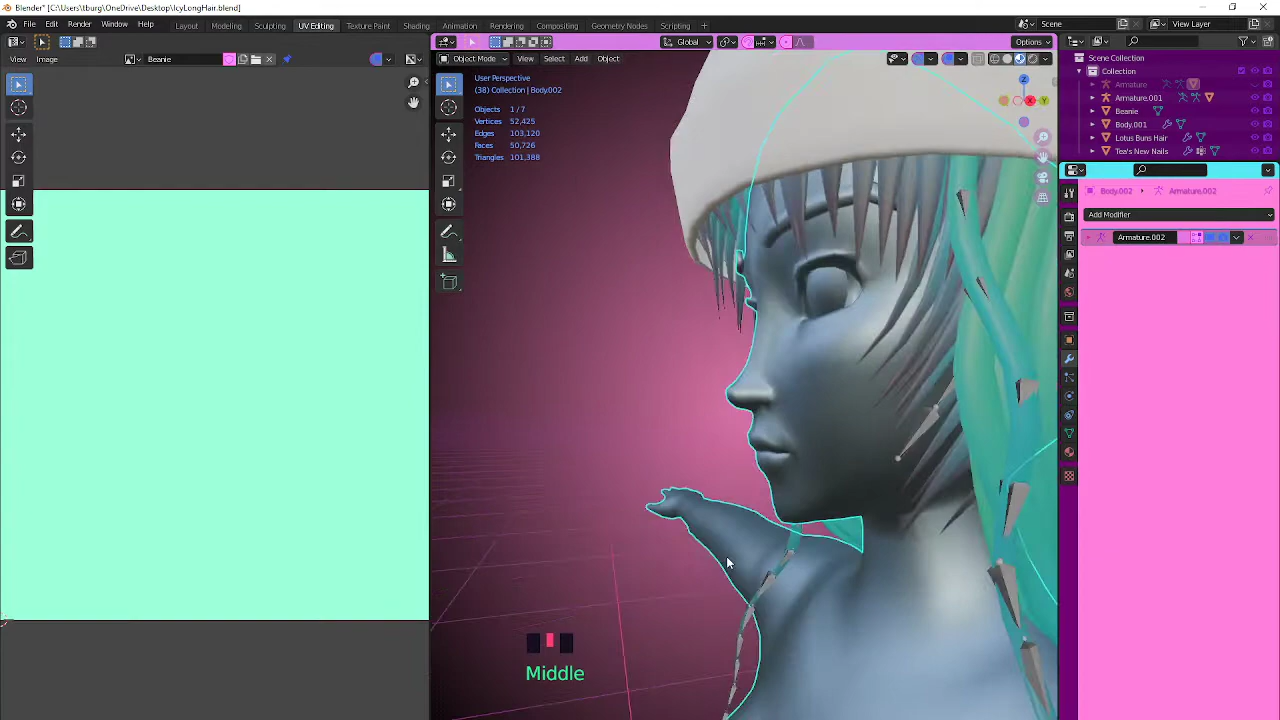 Blender* [C:\Users\tburg\OneDrive\Desktop\IcyLongHair.blend]
File Edit Render Window Help Layout Modeling Sculpting UV Editing Texture Paint Shading Animation Rendering Compositing Geometry Nodes Scripting + Scene View Layer
Global Options
View Image Beanie Object Mode View Select Add Object
Scene Collection
Collection
Armature
Armature.001
Beanie
Body.001
Lotus Buns Hair
Tea's New Nails
User Perspective
(38) Collection | Body.002
Objects 1/7
Vertices 52,425
Edges 103,120
Faces 50,726
Triangles 101,388
Z
X
Y
Body.002 Armature.002
Add Modifier
Armature.002
Middle